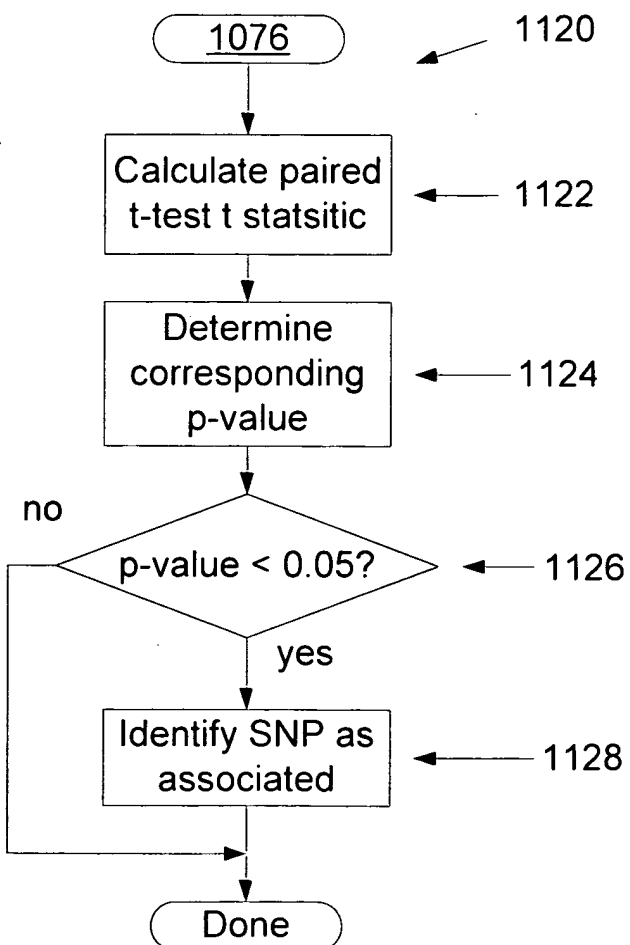 1076
1120
Calculate paired
t-test t statsitic
1122
Determine
corresponding
p-value
1124
no
p-value < 0.05?
1126
yes
Identify SNP as
associated
1128
Done